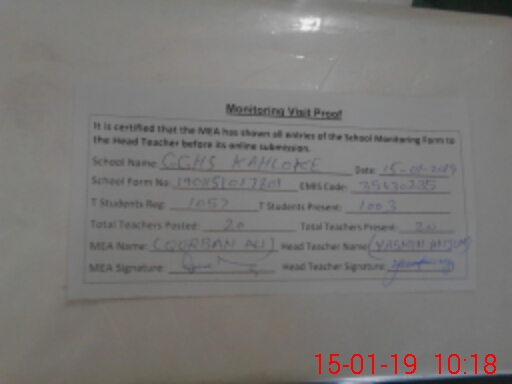 Monitoring Visit Proof
It is certified that the MEA has shown all entries of the School Monitoring Form to
the Head Teacher before its online submission.
School Name: GGHS KAHLOKE Date: 15-01-2019
School Form No: EMIS Code: 35430235
T Students Reg: 1057 T Students Present: 1003
Total Teachers Posted: 20 Total Teachers Present: 20
MEA Name: (QURBAN ALI) Head Teacher Name: (YASMIN
MEA Signature: Head Teacher Signature:
15-01-19 10:18